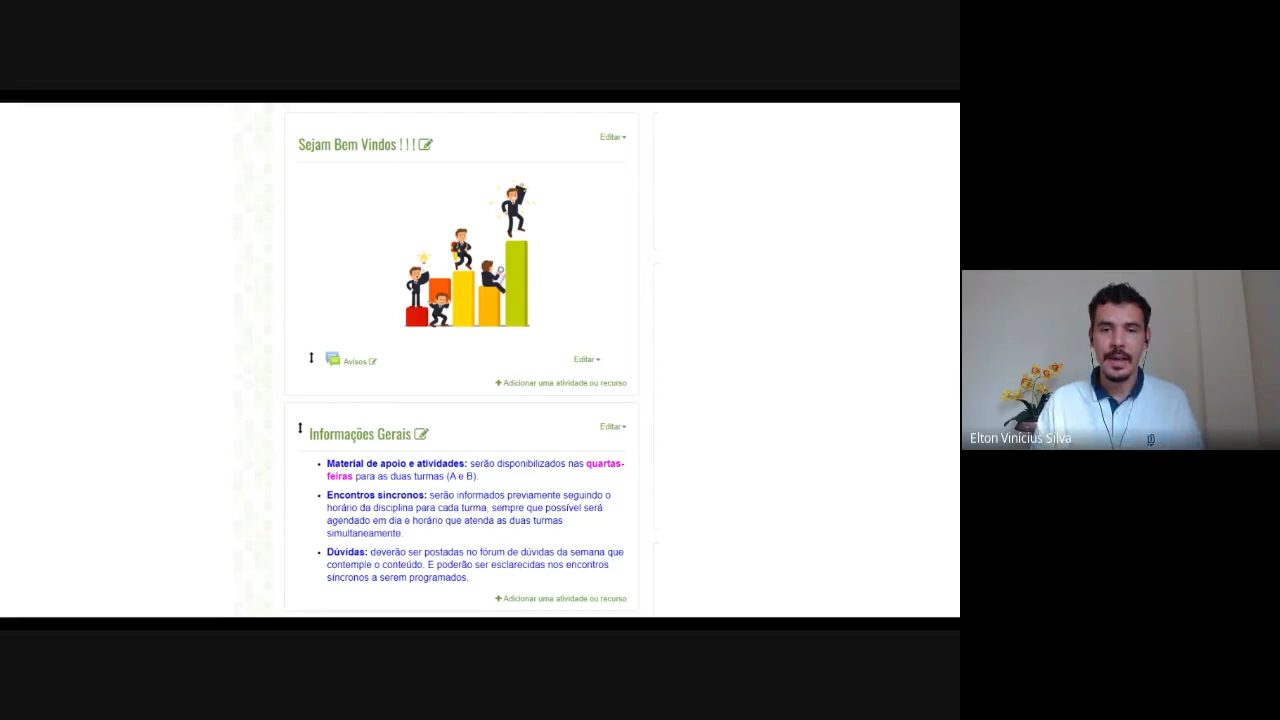 Sejam Bem Vindos ! ! !
Editar
Avisos
Editar
Adicionar uma atividade ou recurso
Informações Gerais
Editar
Material de apoio e atividades: serão disponibilizados nas quartas-
feiras para as duas turmas (A e B).
Encontros síncronos: serão informados previamente seguindo o
horário da disciplina para cada turma, sempre que possível será
agendado em dia e horário que atenda as duas turmas
simultaneamente.
Dúvidas: deverão ser postadas no fórum de dúvidas da semana que
contemple o conteúdo. E poderão ser esclarecidas nos encontros
síncronos a serem programados.
Adicionar uma atividade ou recurso
Elton Vinícius Silva